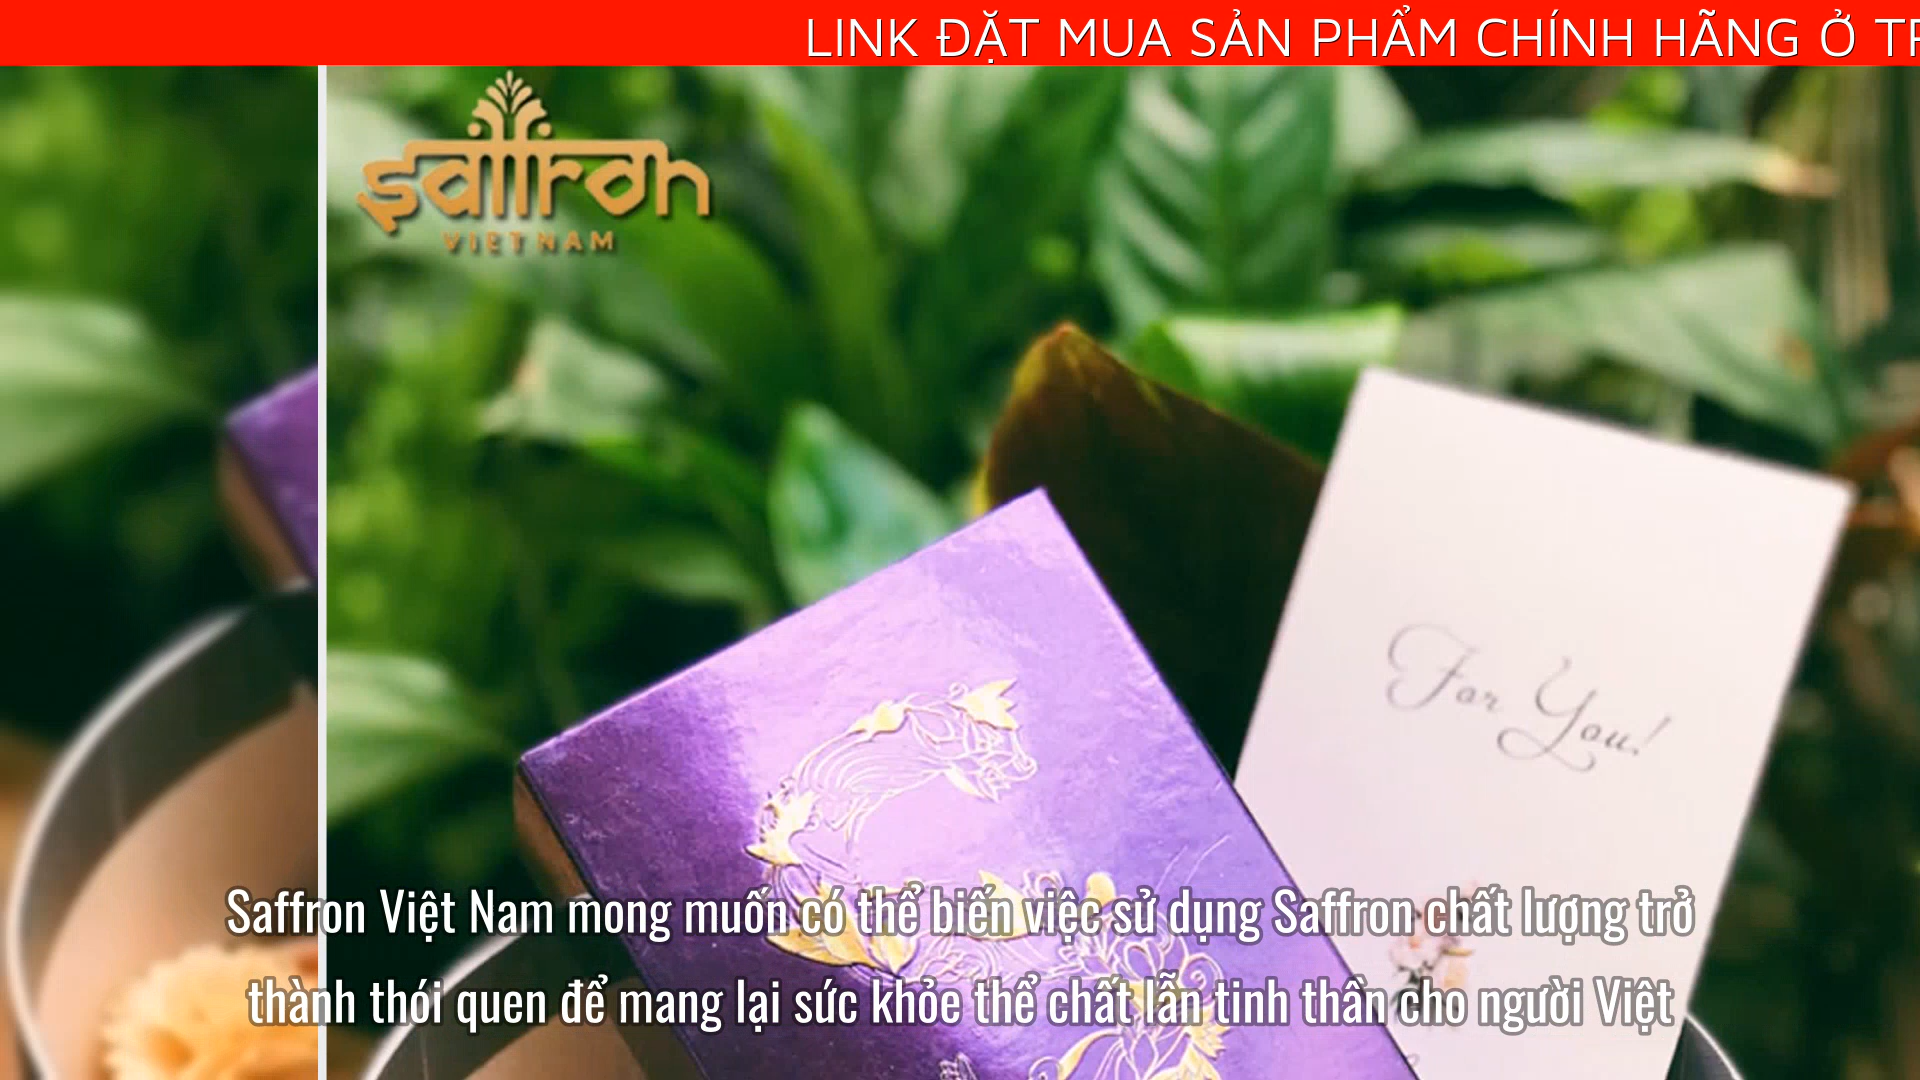 LINK ĐẶT MUA SẢN PHẨM CHÍNH HÃNG Ở
saffron
VIETNAM
For You!
Saffron Việt Nam mong muốn có thể biến việc sử dụng Saffron chất lượng trở
thành thói quen để mang lại sức khỏe thể chất lẫn tinh thần cho người Việt